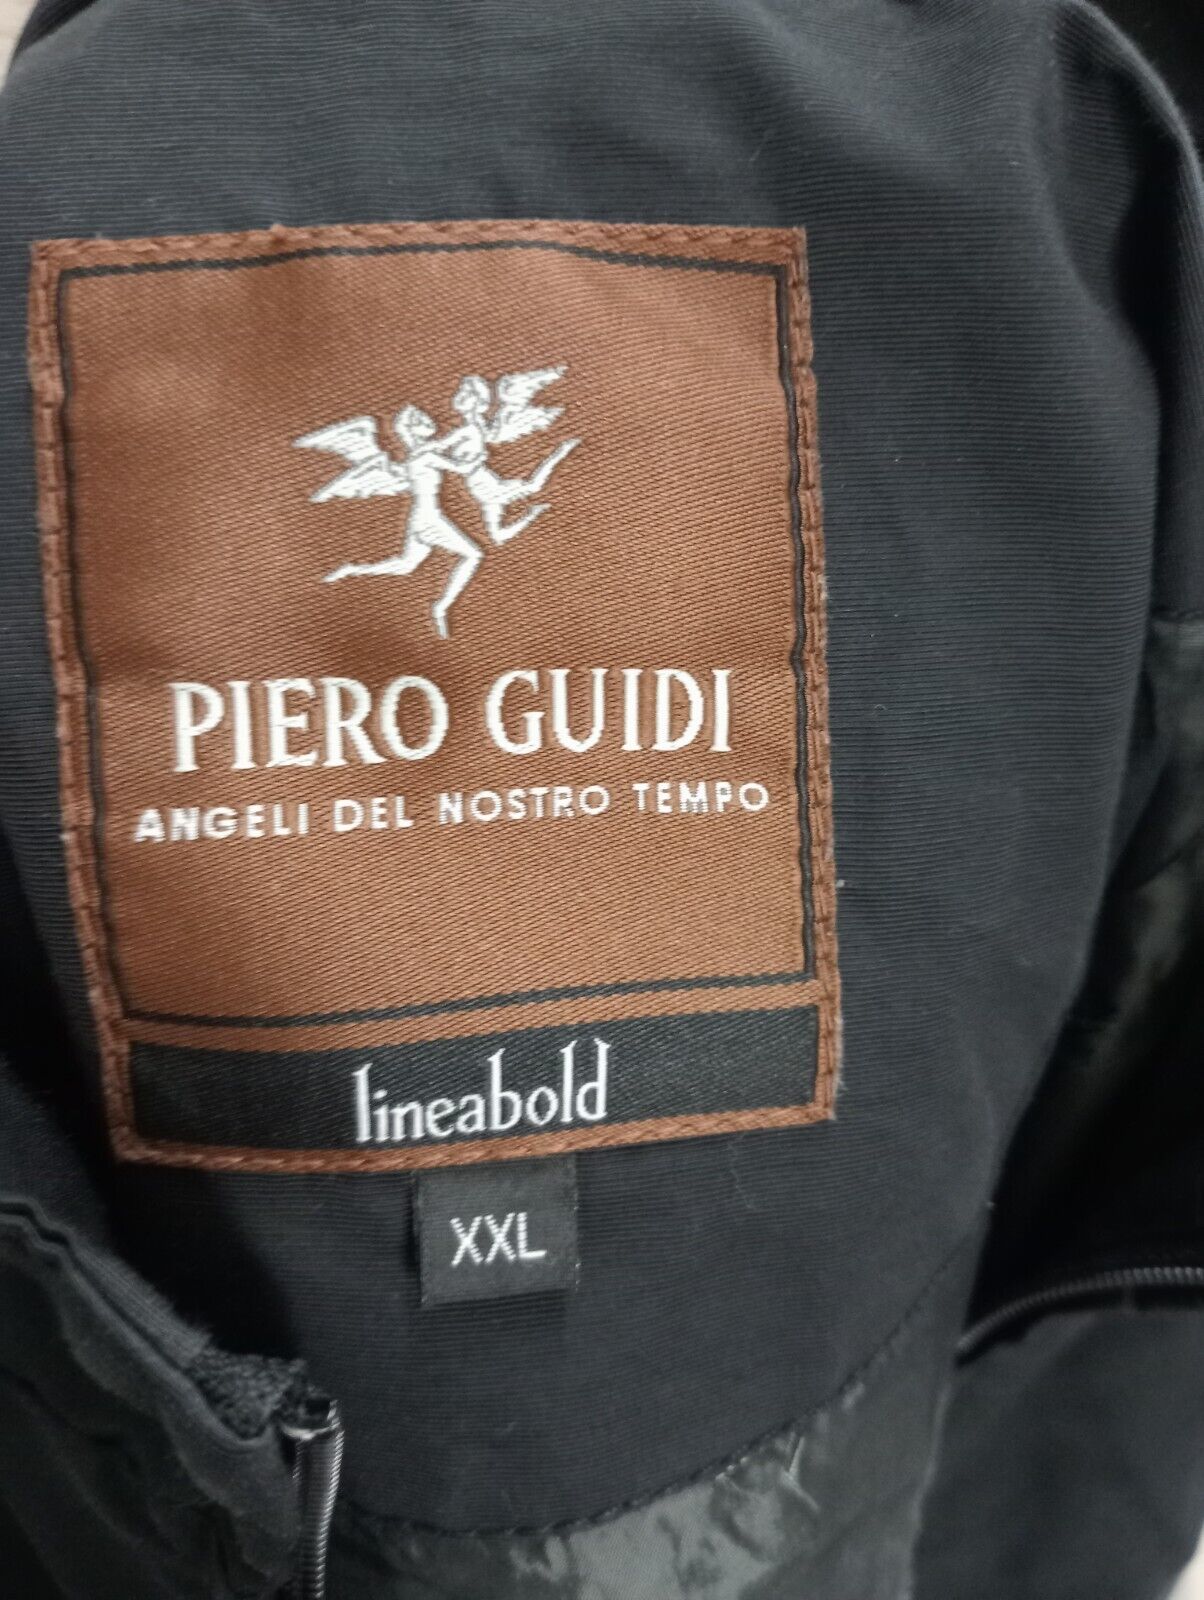 PIERO GUIDI
ANGELI DEL NOSTRO TEMPO
lineabold
XXL